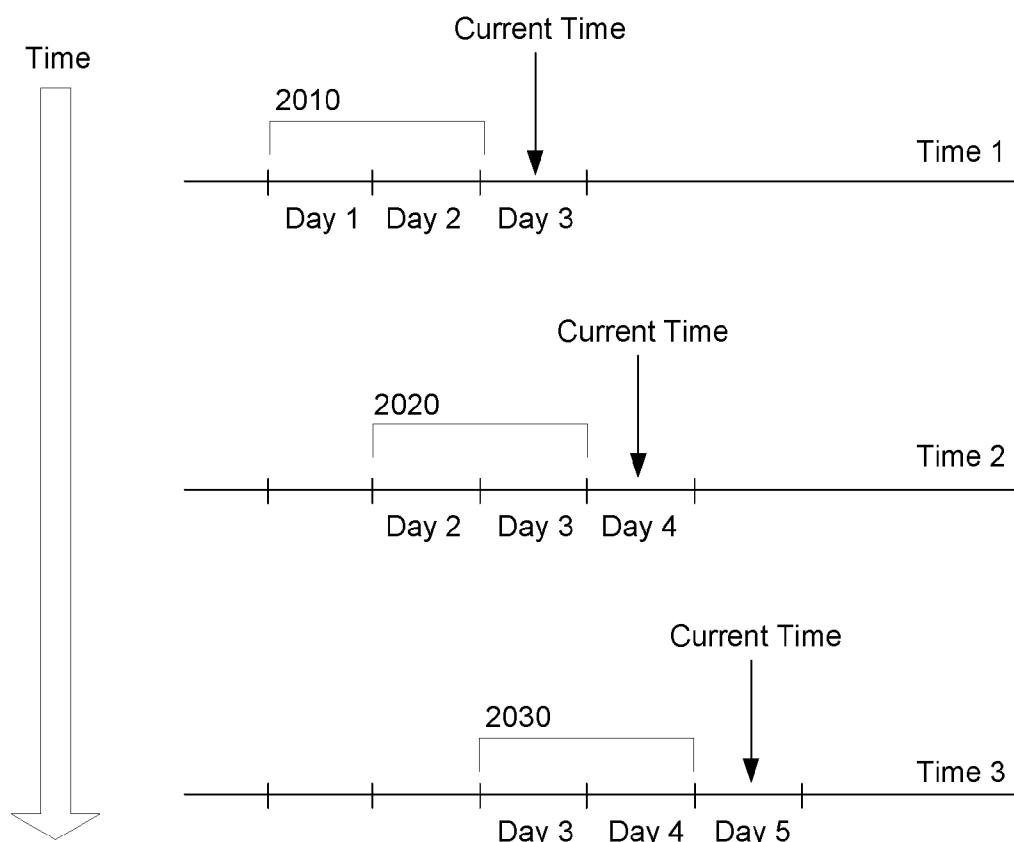 Current Time
Time
2010
Time 1
Day 1 Day 2 Day 3
Current Time
2020
Time 2
Day 2 Day 3 Day 4
Current Time
2030
Time 3
Day 3 Day 4 Day 5